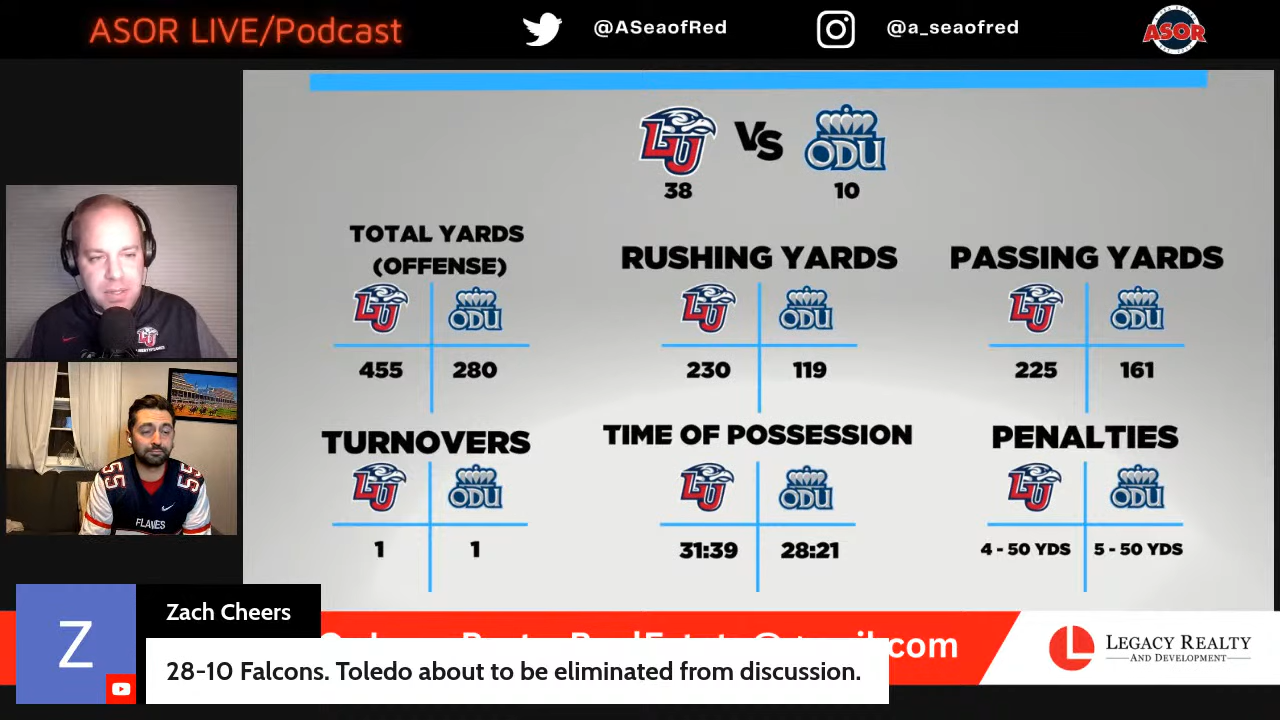 ASOR LIVE/Podcast
@ASeaofRed
@a_seaofred
ASOR
LU
VS
ODU
38
10
TOTAL YARDS
(OFFENSE)
LU
ODU
455
280
RUSHING YARDS
LU
ODU
230
119
PASSING YARDS
LU
ODU
225
161
TURNOVERS
LU
ODU
1
1
TIME OF POSSESSION
LU
ODU
31:39
28:21
PENALTIES
LU
ODU
4 - 50 YDS
5 - 50 YDS
55
55
FLAMES
Z
Zach Cheers
28-10 Falcons. Toledo about to be eliminated from discussion.
LEGACY REALTY
AND DEVELOPMENT